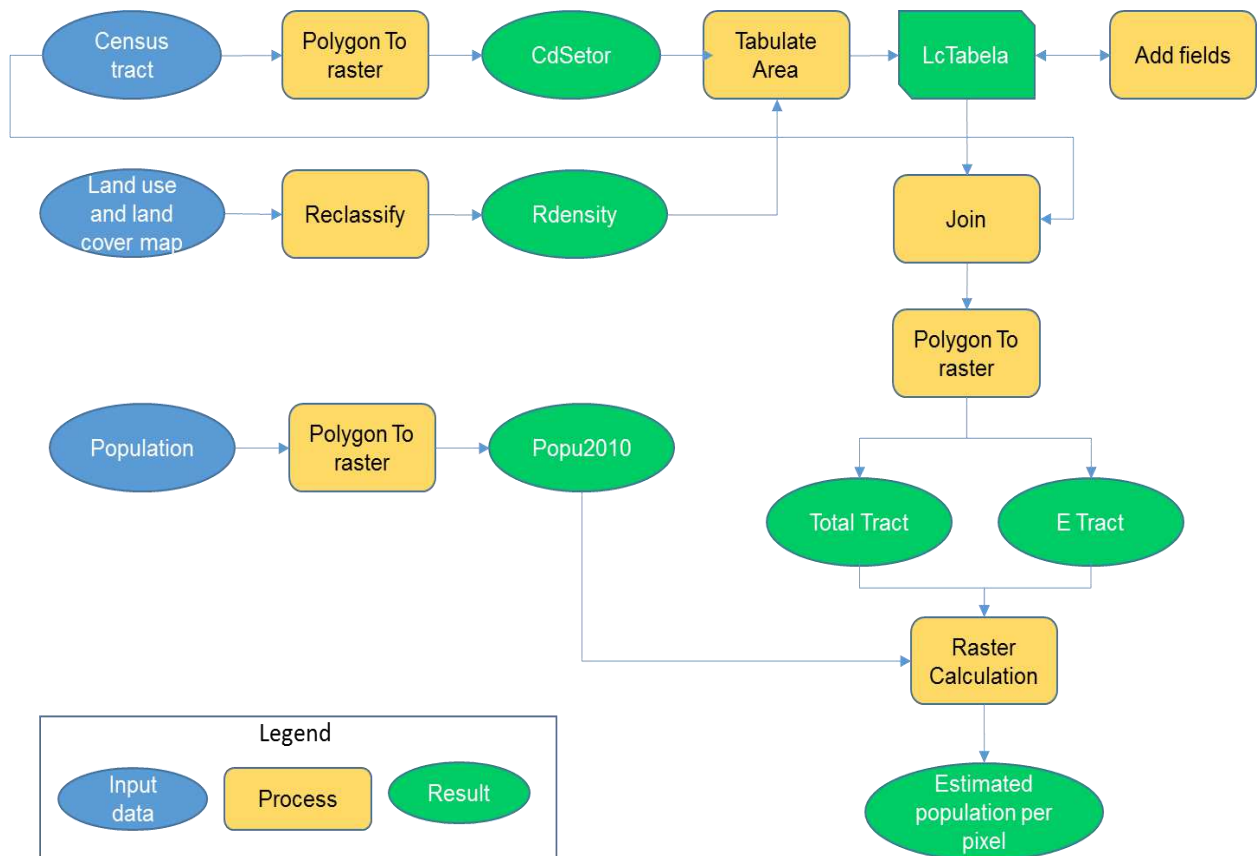 Census
tract
Polygon To
raster
CdSetor
Tabulate
Area
LcTabela
Add fields
Land use
and land
cover map
Reclassify
Rdensity
Join
Polygon To
raster
Population
Polygon To
raster
Popu2010
Total Tract
E Tract
Raster
Calculation
Legend
Input
data
Process
Result
Estimated
population per
pixel